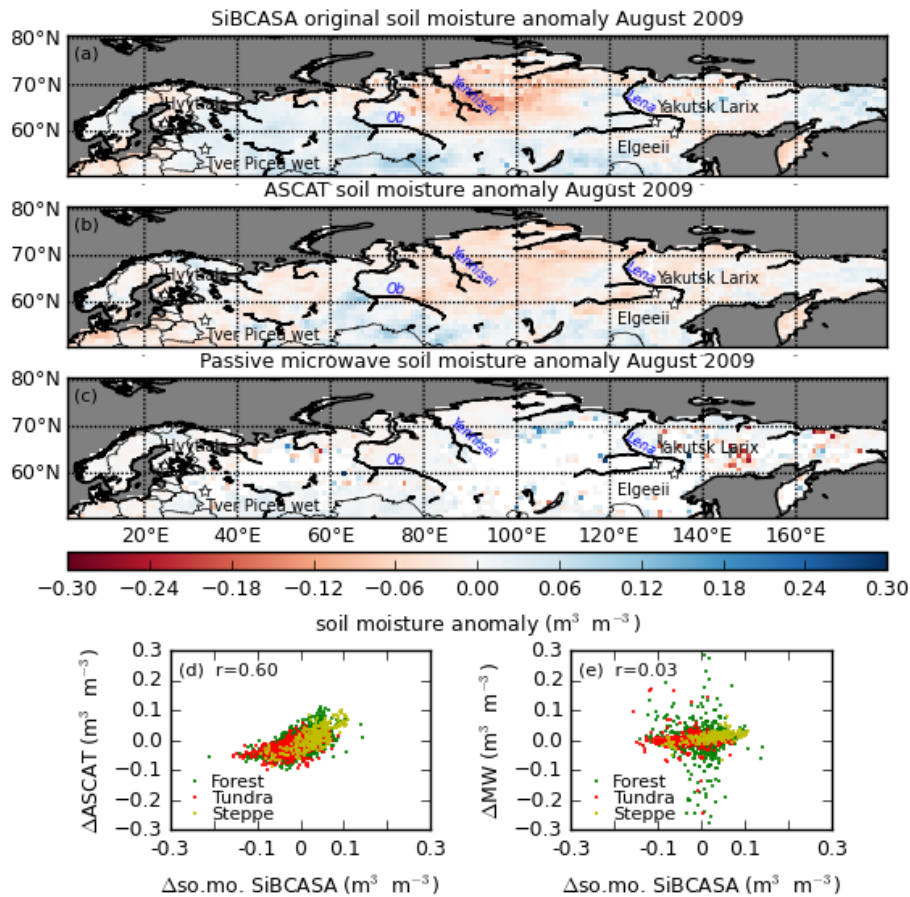 SiBCASA original soil moisture anomaly August 2009
80°N
(a)
70°N
60°N
Yennisei
Ob
Lena
Yakutsk Larix
Elgeeii
Tver Picea wet
ASCAT soil moisture anomaly August 2009
80°N
(b)
70°N
60°N
Yennisei
Ob
Lena
Yakutsk Larix
Elgeeii
Tver Picea wet
Passive microwave soil moisture anomaly August 2009
80°N
(c)
70°N
60°N
Yennisei
Ob
Lena
Yakutsk Larix
Elgeeii
Tver Picea wet
20°E 40°E 60°E 80°E 100°E 120°E 140°E 160°E
−0.30 −0.24 −0.18 −0.12 −0.06 0.00 0.06 0.12 0.18 0.24 0.30
soil moisture anomaly (m³ m⁻³)
(d) r=0.60
ΔASCAT (m³ m⁻³)
0.3
0.2
0.1
0.0
−0.1
−0.2
−0.3
Forest
Tundra
Steppe
-0.3 -0.1 0 0.1 0.3
Δso.mo. SiBCASA (m³ m⁻³)
(e) r=0.03
ΔMW (m³ m⁻³)
0.3
0.2
0.1
0.0
−0.1
−0.2
−0.3
Forest
Tundra
Steppe
-0.3 -0.1 0 0.1 0.3
Δso.mo. SiBCASA (m³ m⁻³)